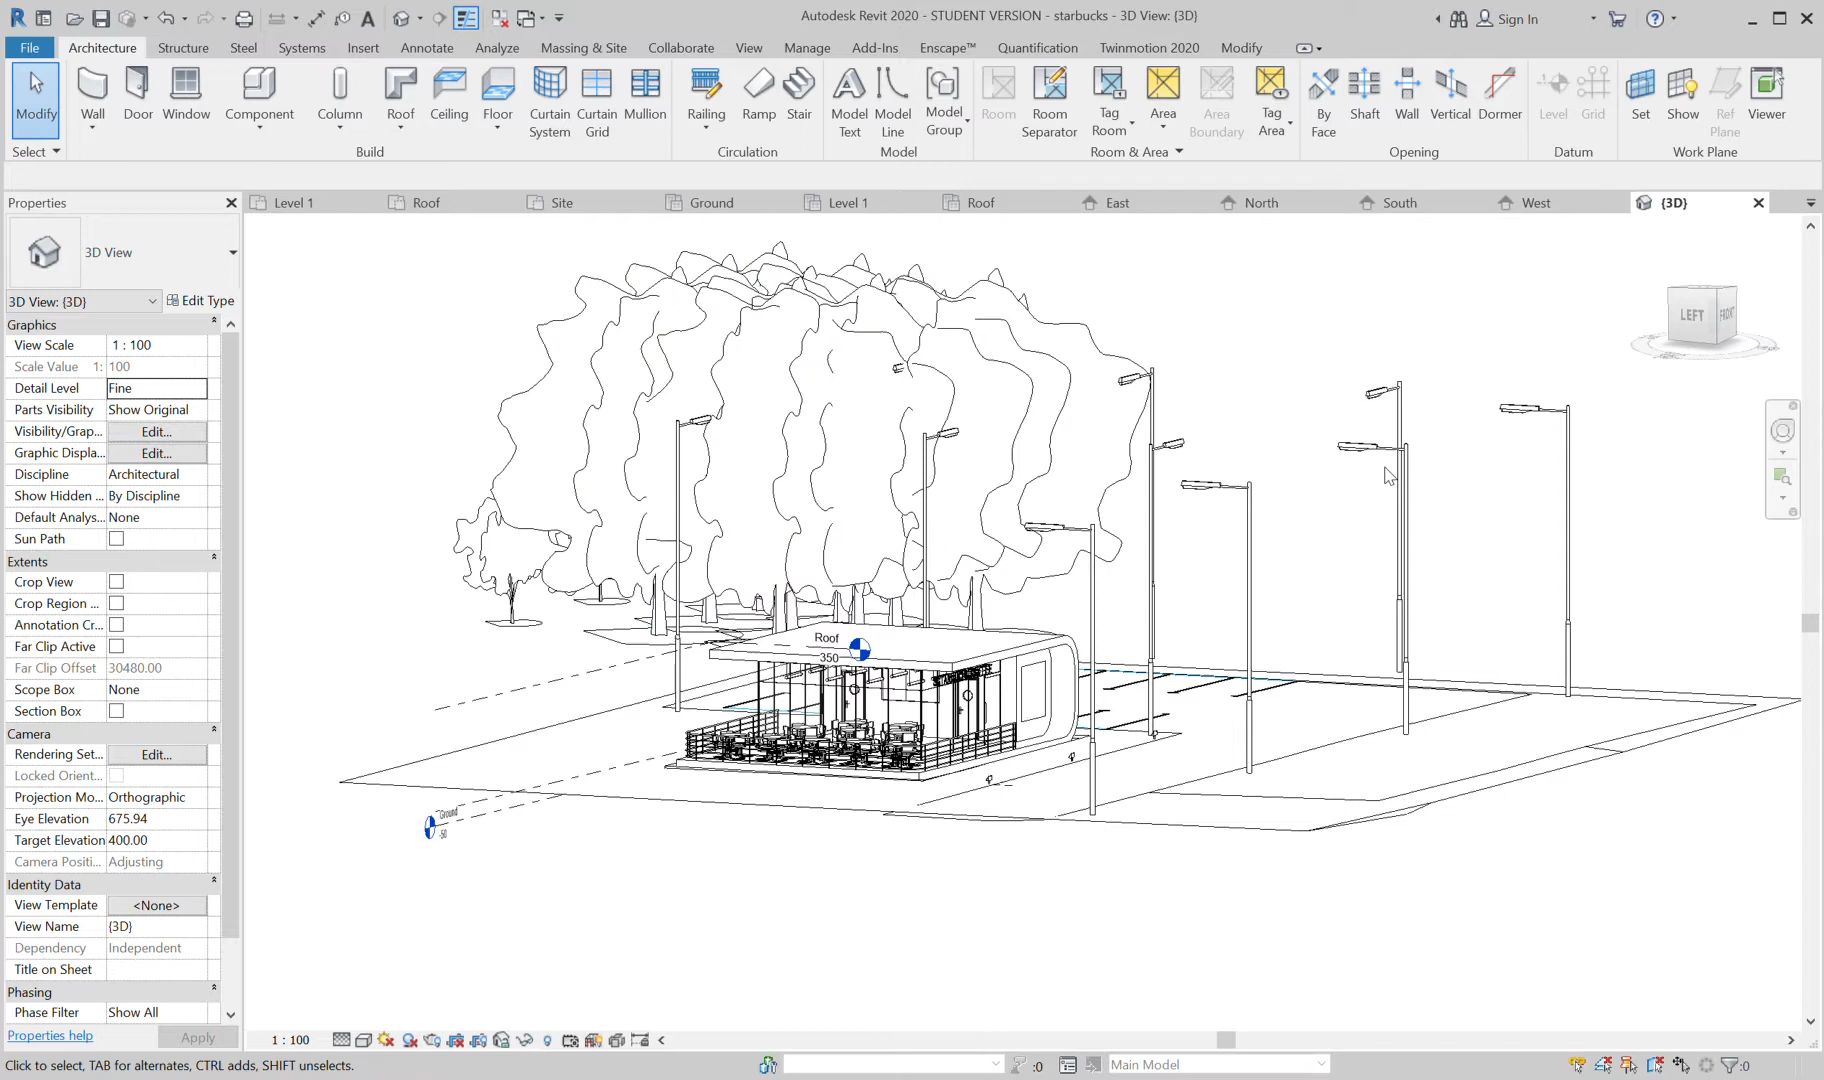 Autodesk Revit 2020 - STUDENT VERSION - starbucks - 3D View: {3D}
Sign In
File Architecture Structure Steel Systems Insert Annotate Analyze Massing & Site Collaborate View Manage Add-Ins Enscape™ Quantification Twinmotion 2020 Modify
Modify
Wall
Door
Window
Component
Column
Roof
Ceiling
Floor
Curtain System
Curtain Grid
Mullion
Railing
Ramp
Stair
Model Text
Model Line
Model Group
Room
Room Separator
Tag Room
Area
Area Boundary
Tag Area
By Face
Shaft
Wall
Vertical
Dormer
Level
Grid
Set
Show
Ref Plane
Viewer
Select
Build
Circulation
Model
Room & Area
Opening
Datum
Work Plane
Properties
Level 1
Roof
Site
Ground
Level 1
Roof
East
North
South
West
{3D}
3D View
3D View: {3D}
Edit Type
Graphics
View Scale 1 : 100
Scale Value 1: 100
Detail Level Fine
Parts Visibility Show Original
Visibility/Grap... Edit...
Graphic Displa... Edit...
Discipline Architectural
Show Hidden ... By Discipline
Default Analys... None
Sun Path
Extents
Crop View
Crop Region ...
Annotation Cr...
Far Clip Active
Far Clip Offset 30480.00
Scope Box None
Section Box
Camera
Rendering Set... Edit...
Locked Orient...
Projection Mo... Orthographic
Eye Elevation 675.94
Target Elevation 400.00
Camera Positi... Adjusting
Identity Data
View Template <None>
View Name {3D}
Dependency Independent
Title on Sheet
Phasing
Phase Filter Show All
Properties help
Apply
LEFT
FRONT
Roof
350
Ground
-50
1 : 100
Click to select, TAB for alternates, CTRL adds, SHIFT unselects.
:0
Main Model
:0